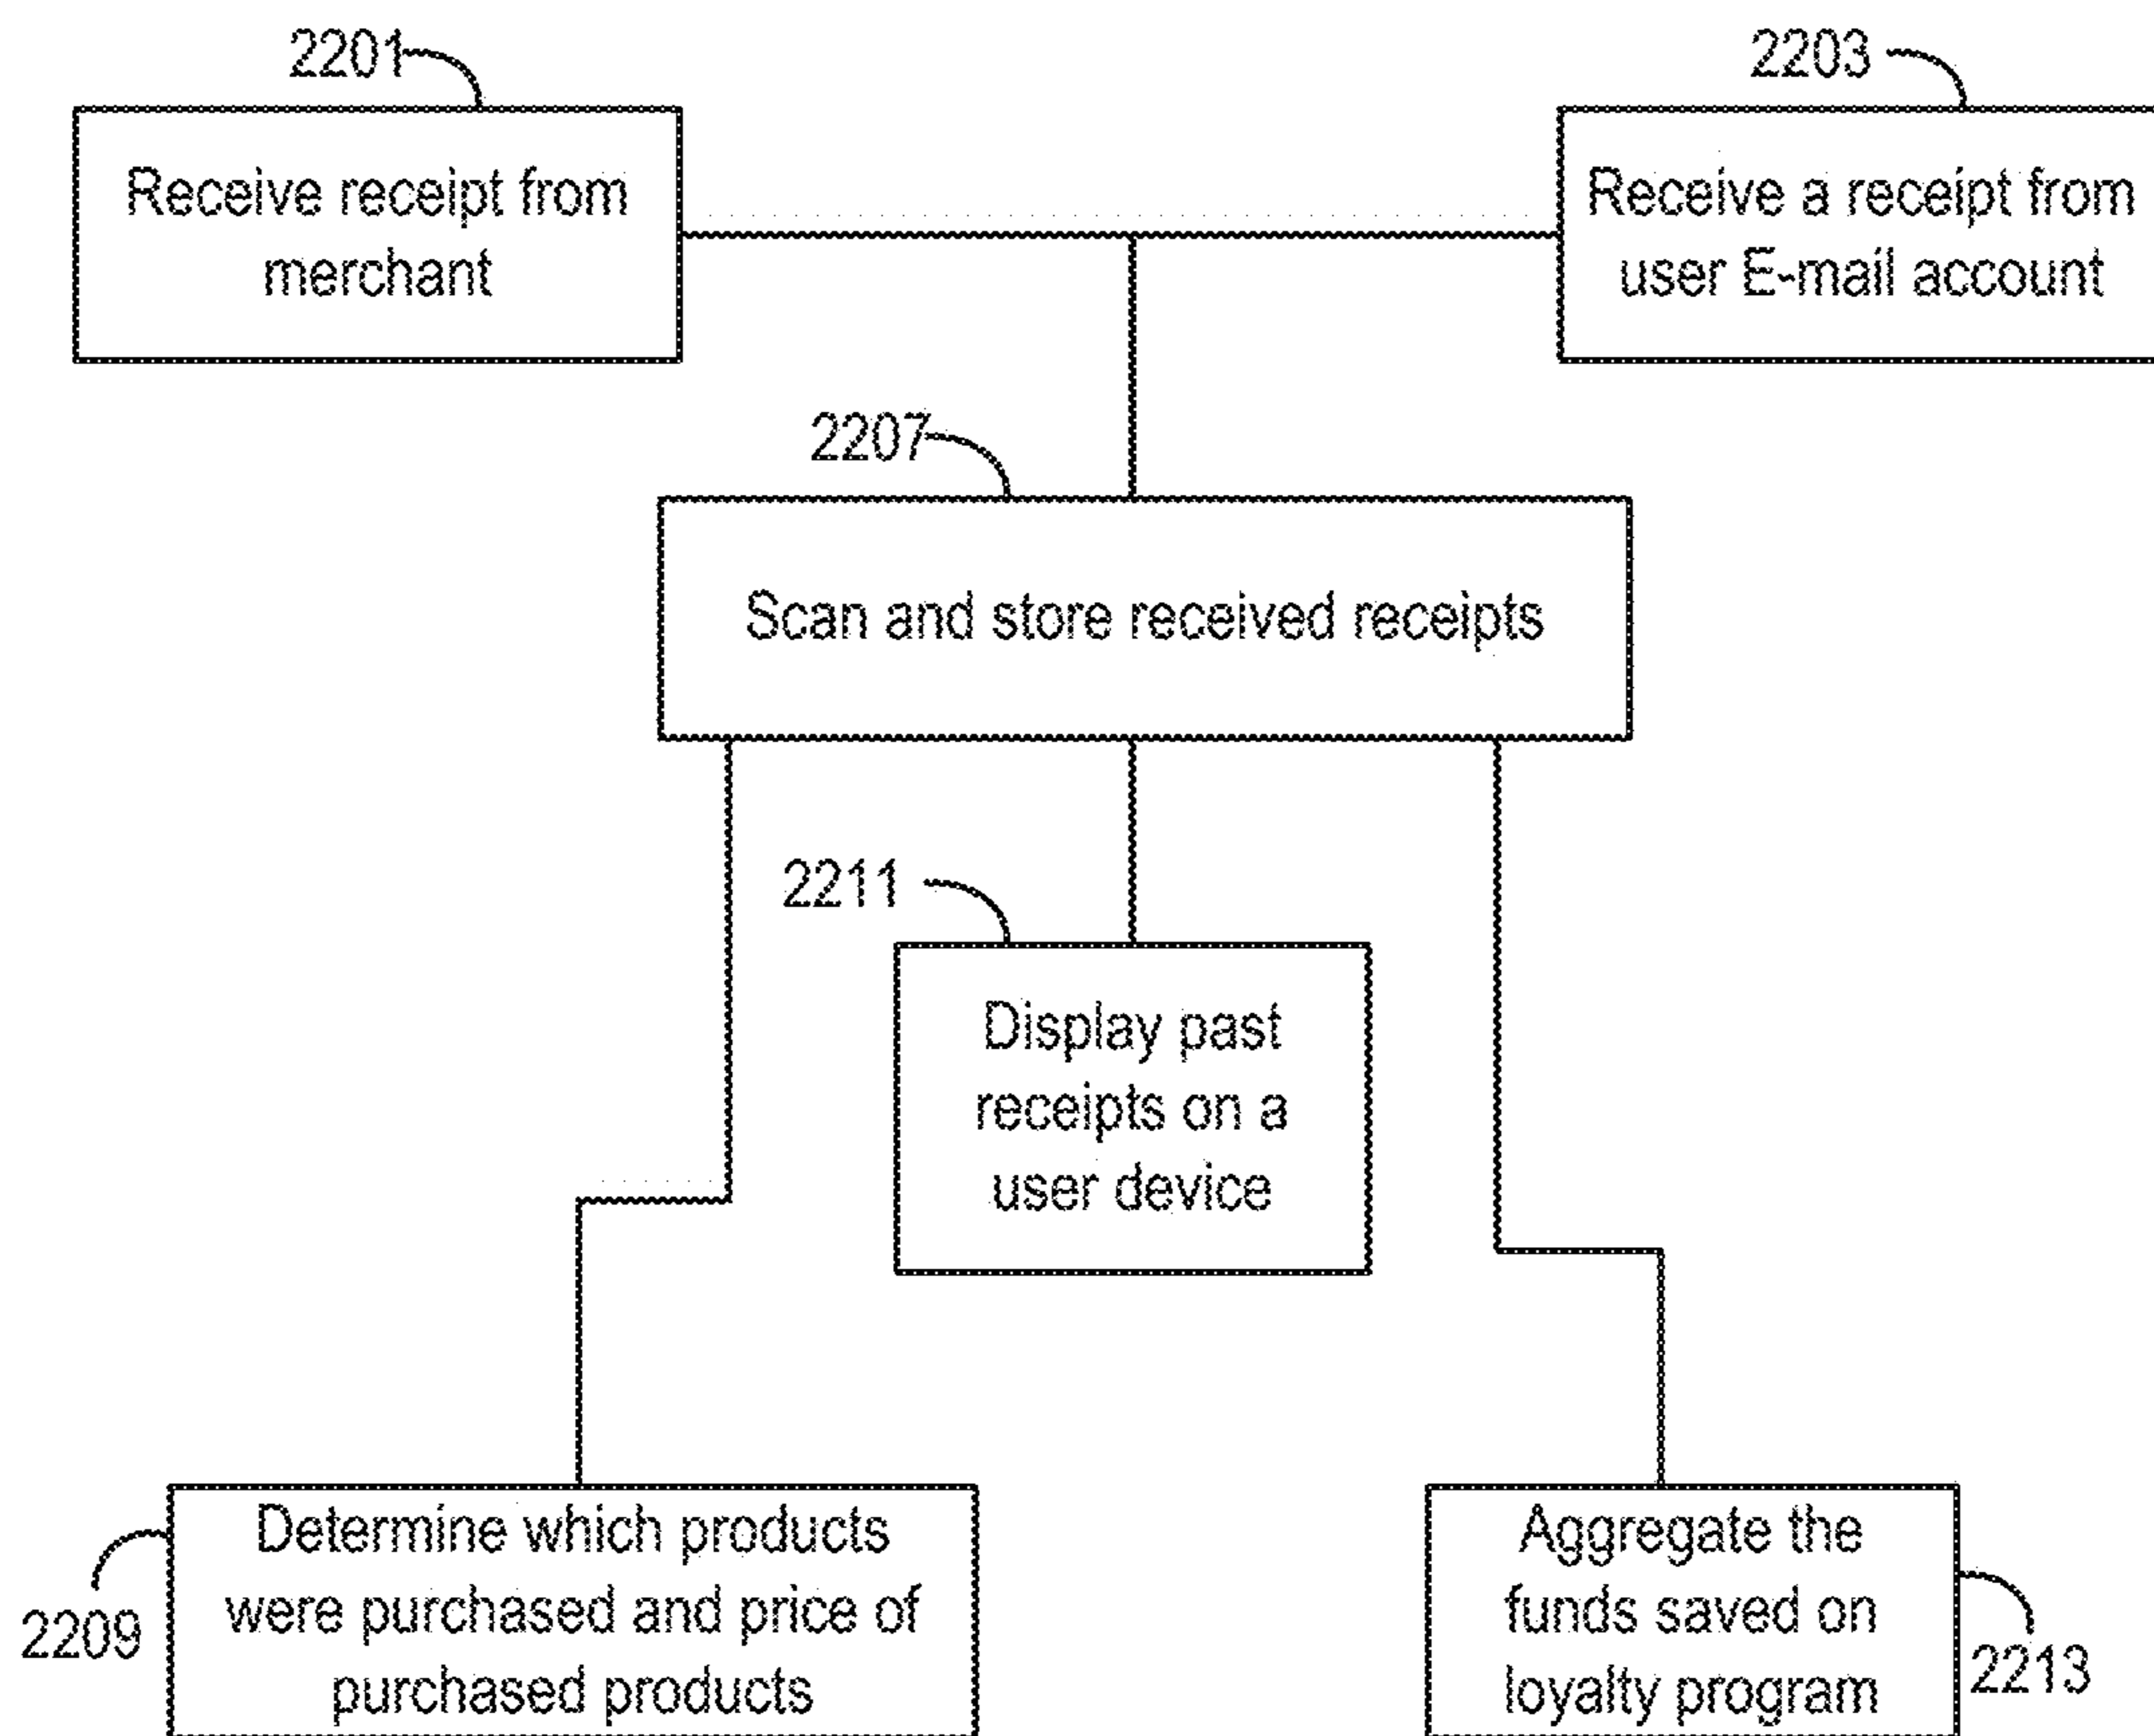 2201
2203
Receive receipt from
merchant
Receive a receipt from
user E-mail account
2207
Scan and store received receipts
2211
Display past
receipts on a
user device
Determine which products
were purchased and price of
purchased products
2209
Aggregate the
funds saved on
loyalty program
2213